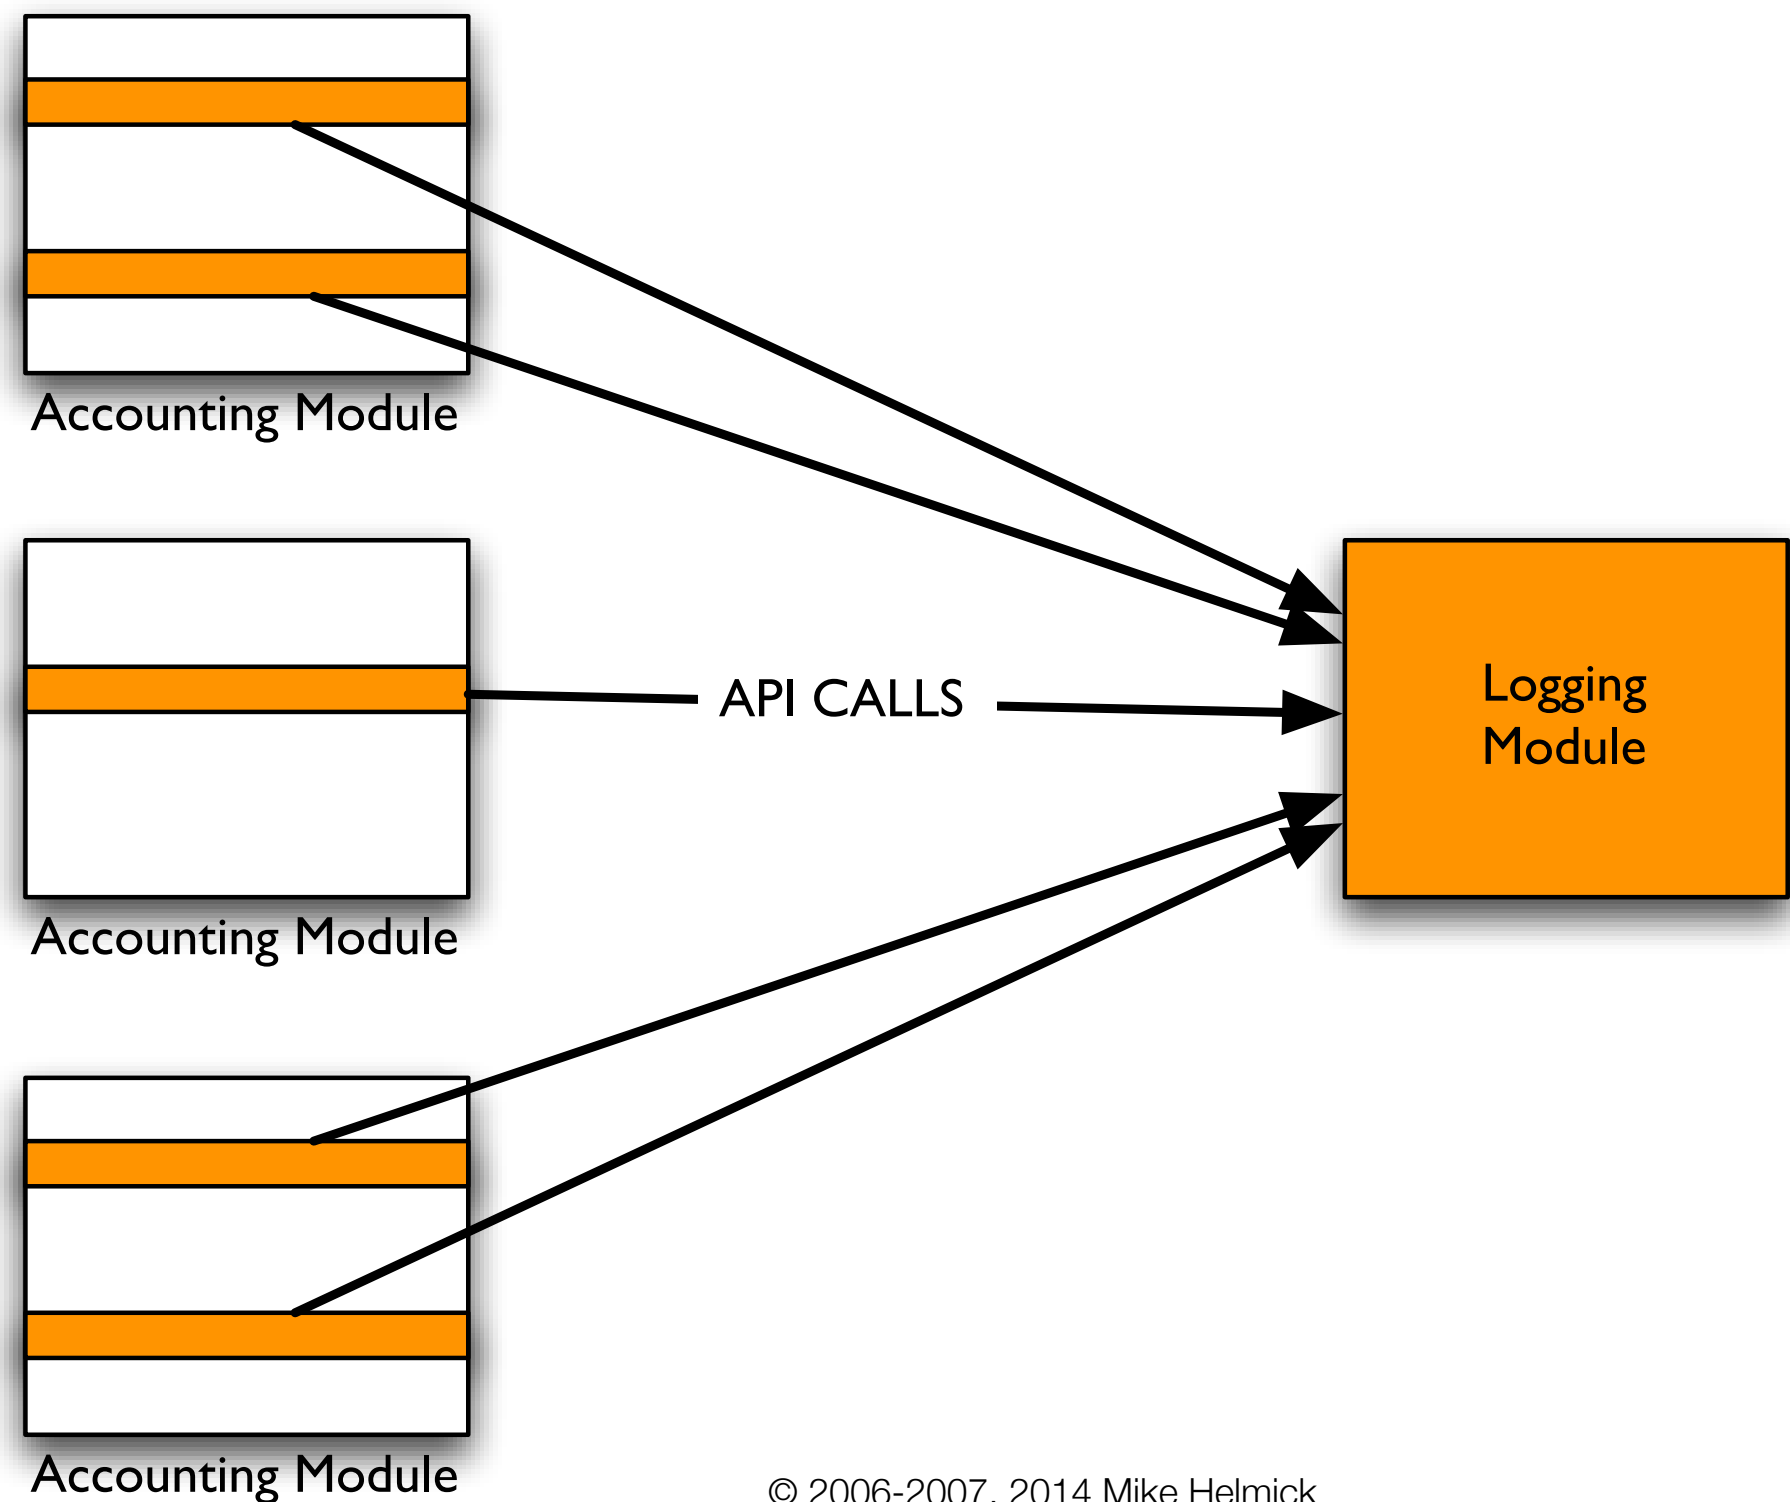 Accounting Module
API CALLS
Logging
Module
Accounting Module
Accounting Module
© 2006-2007, 2014 Mike Helmick